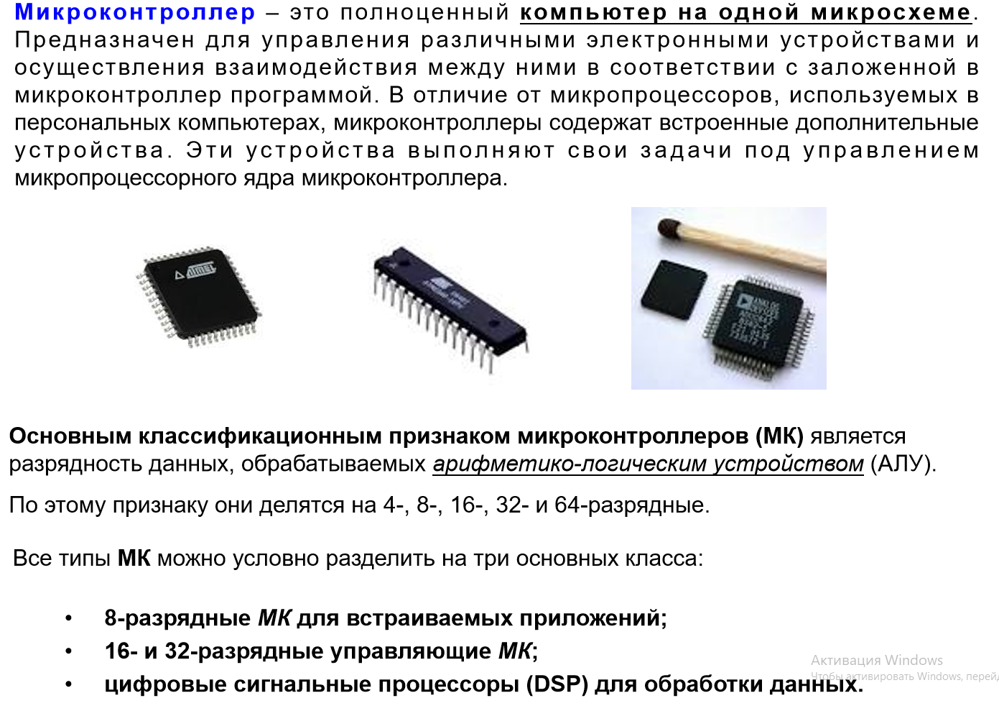 Микроконтроллер – это полноценный компьютер на одной микросхеме.
Предназначен для управления различными электронными устройствами и
осуществления взаимодействия между ними в соответствии с заложенной в
микроконтроллер программой. В отличие от микропроцессоров, используемых в
персональных компьютерах, микроконтроллеры содержат встроенные дополнительные
устройства. Эти устройства выполняют свои задачи под управлением
микропроцессорного ядра микроконтроллера.
ATMEL
ANALOG
Основным классификационным признаком микроконтроллеров (МК) является
разрядность данных, обрабатываемых арифметико-логическим устройством (АЛУ).
По этому признаку они делятся на 4-, 8-, 16-, 32- и 64-разрядные.
Все типы МК можно условно разделить на три основных класса:
• 8-разрядные МК для встраиваемых приложений;
• 16- и 32-разрядные управляющие МК;
• цифровые сигнальные процессоры (DSP) для обработки данных.
Активация Windows
Чтобы активировать Windows, перей